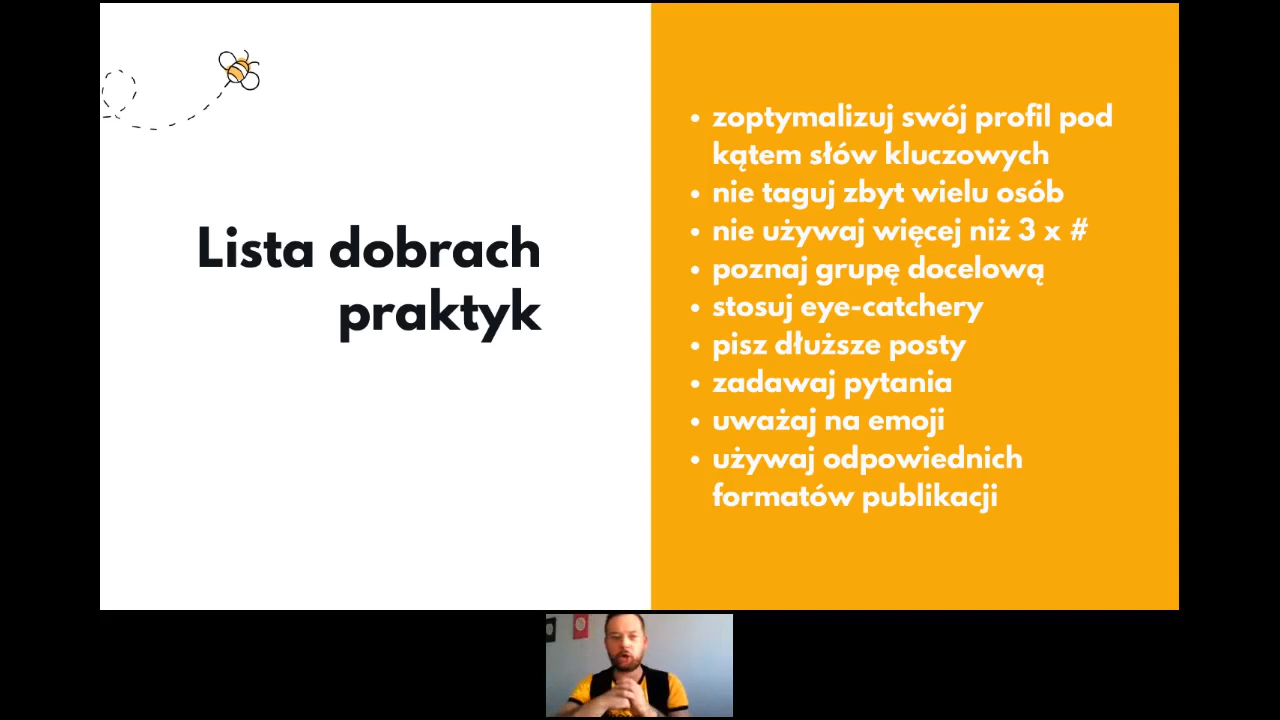 Lista dobrach
praktyk
• zoptymalizuj swój profil pod
kątem słów kluczowych
• nie taguj zbyt wielu osób
• nie używaj więcej niż 3 x #
• poznaj grupę docelową
• stosuj eye-catchery
• pisz dłuższe posty
• zadawaj pytania
• uważaj na emoji
• używaj odpowiednich
formatów publikacji